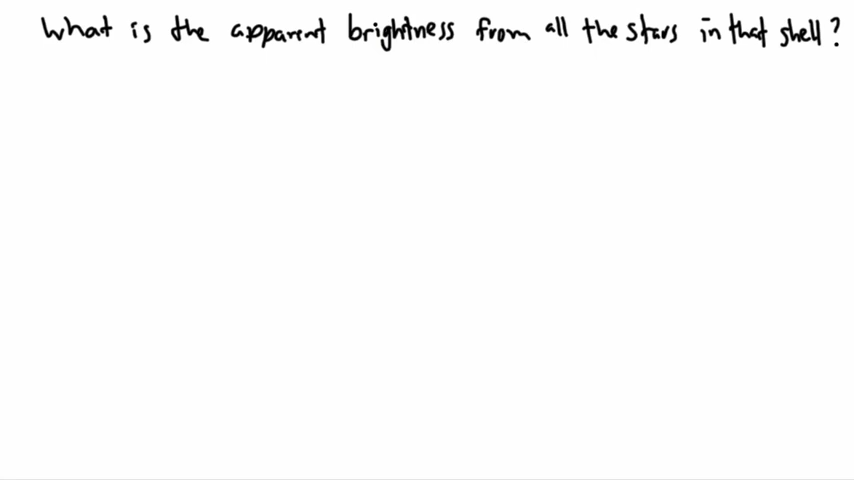 What is the apparent brightness from all the stars in that shell?